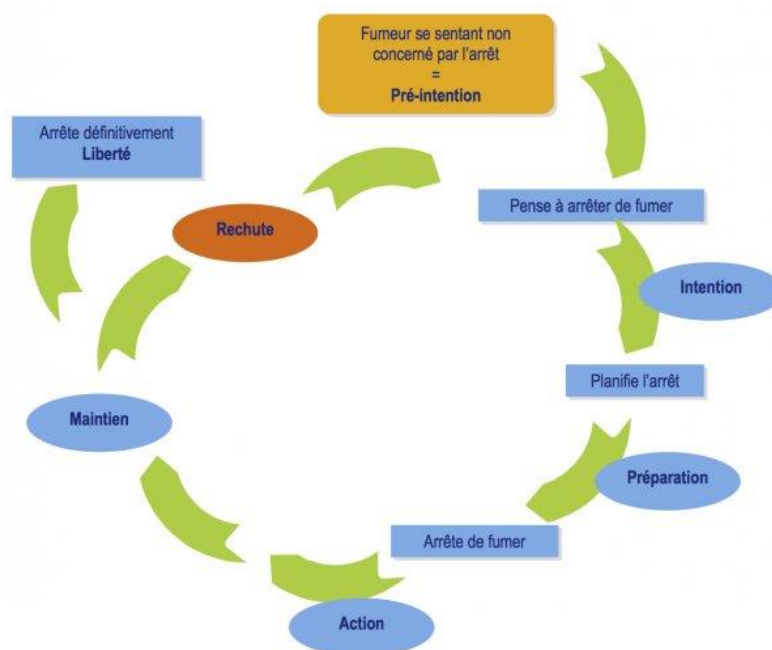 Fumeur se sentant non
concerné par l'arrêt
=
Pré-intention
Arrête définitivement
Liberté
Rechute
Pense à arrêter de fumer
Intention
Planifie l'arrêt
Maintien
Préparation
Arrête de fumer
Action